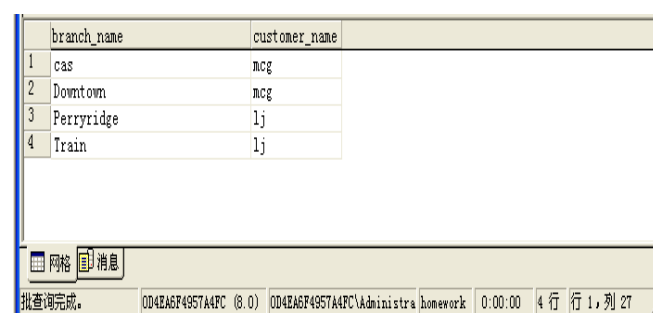 branch_name customer_name
1 cas mcg
2 Downtown mcg
3 Perryridge lj
4 Train lj
网格 消息
批查询完成。 0D4EA6F4957A4FC (8.0) 0D4EA6F4957A4FC\Administra homework 0:00:00 4 行 行 1, 列 27